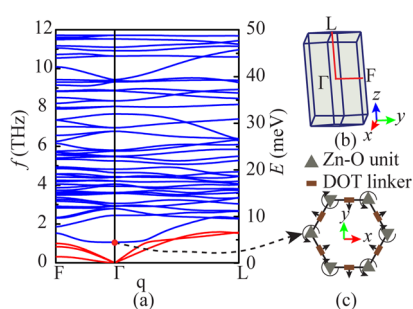 12
10
8
6
4
2
0
f (THz)
F
Γ
L
q
(a)
50
40
30
20
10
0
E (meV)
L
Γ
F
z
y
x
(b)
Zn-O unit
DOT linker
y
x
(c)